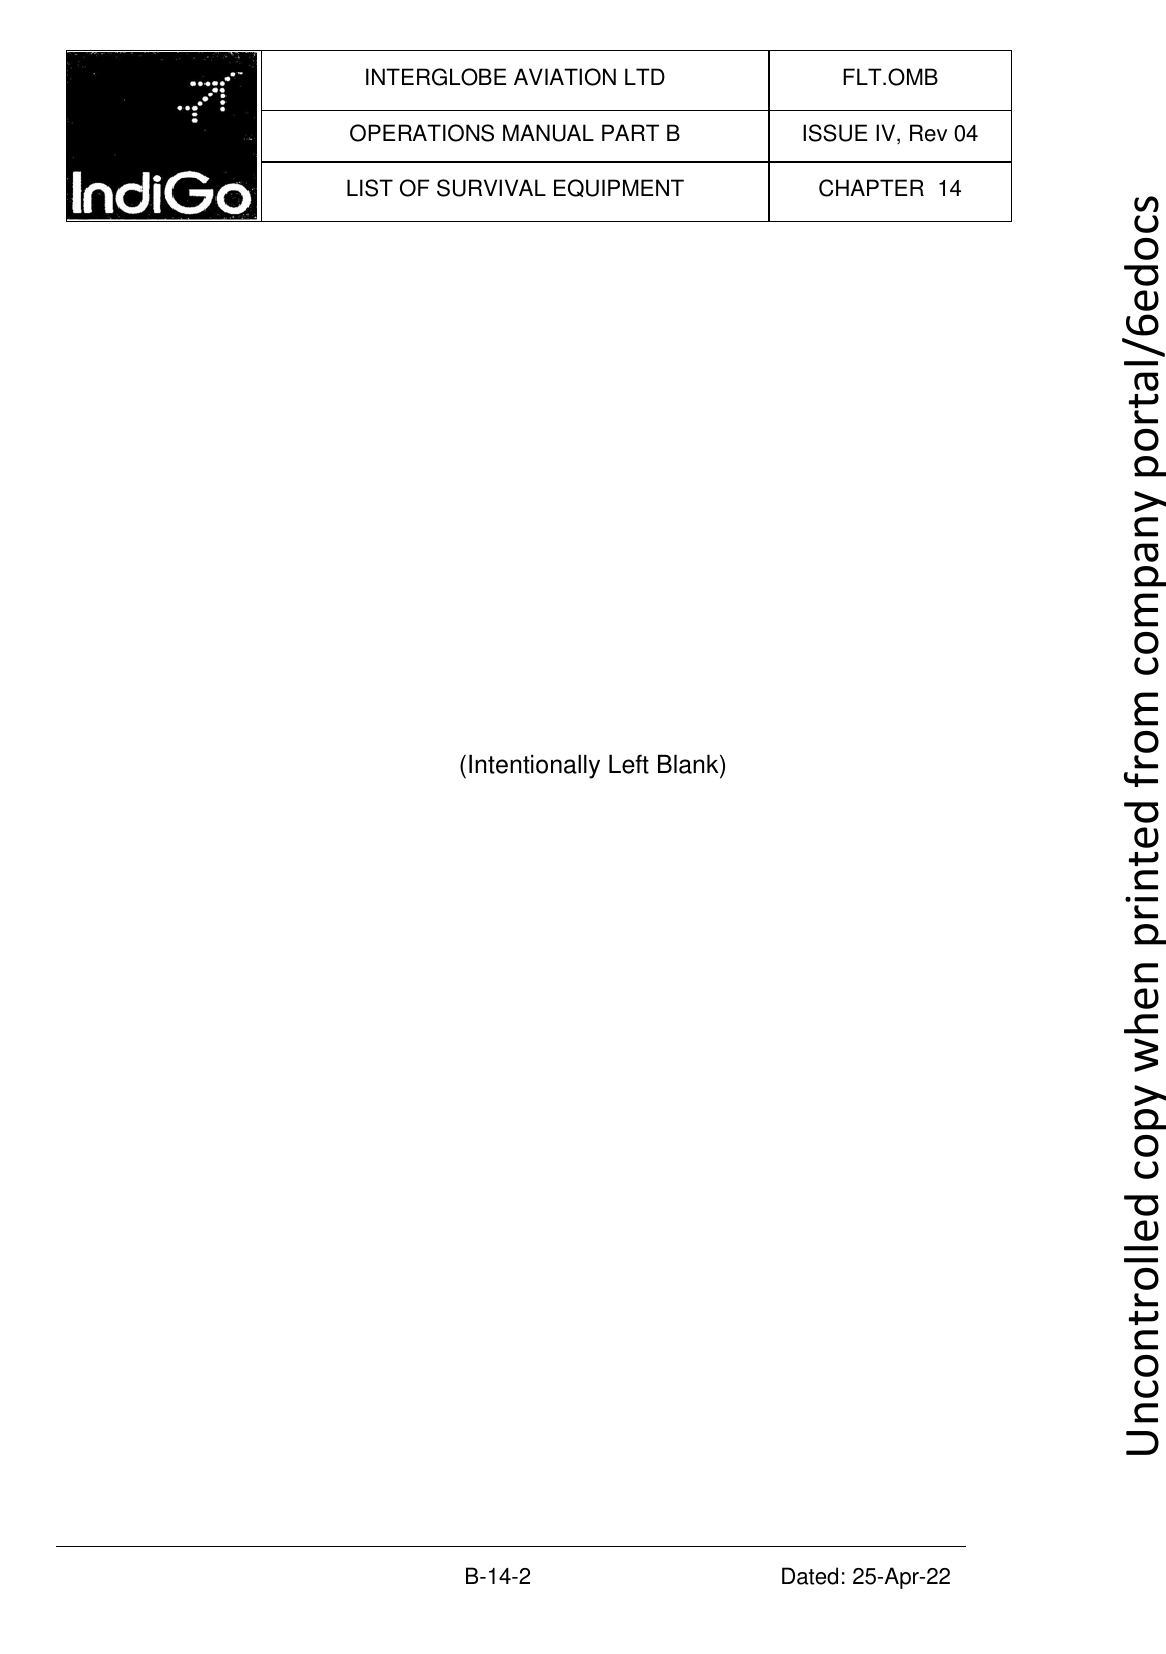 IndiGo
INTERGLOBE AVIATION LTD
FLT.OMB
OPERATIONS MANUAL PART B
ISSUE IV, Rev 04
LIST OF SURVIVAL EQUIPMENT
CHAPTER 14
(Intentionally Left Blank)
Uncontrolled copy when printed from company portal/6edocs
B-14-2
Dated: 25-Apr-22